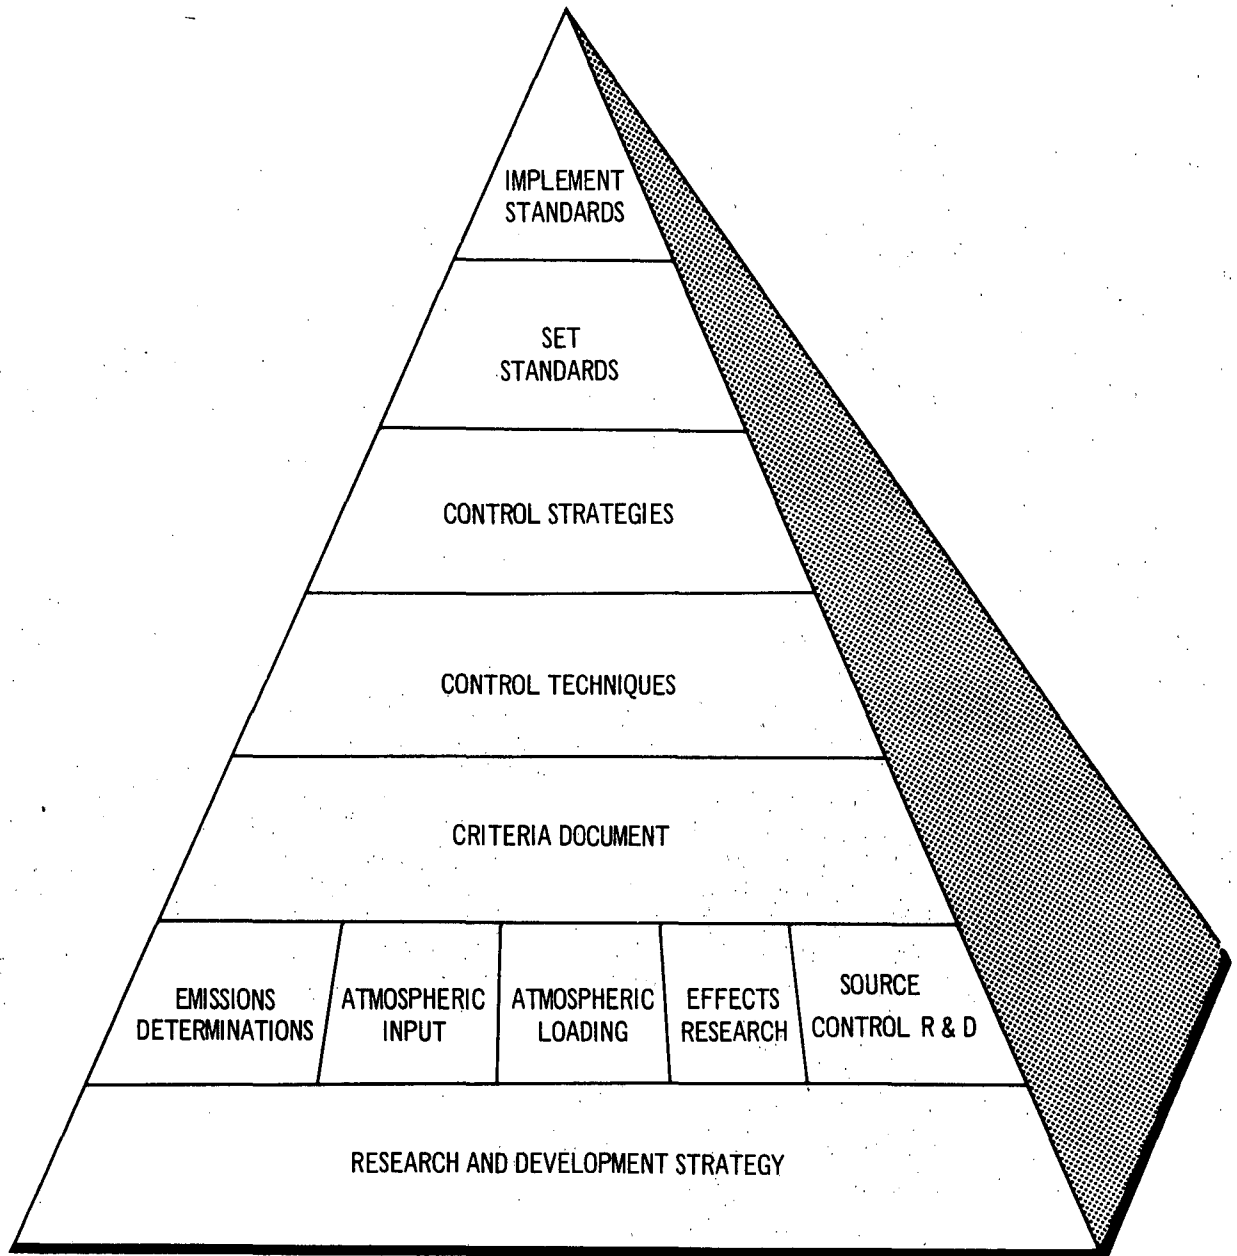 IMPLEMENT
STANDARDS
SET
STANDARDS
CONTROL STRATEGIES
CONTROL TECHNIQUES
CRITERIA DOCUMENT
EMISSIONS
DETERMINATIONS
ATMOSPHERIC
INPUT
ATMOSPHERIC
LOADING
EFFECTS
RESEARCH
SOURCE
CONTROL R & D
RESEARCH AND DEVELOPMENT STRATEGY